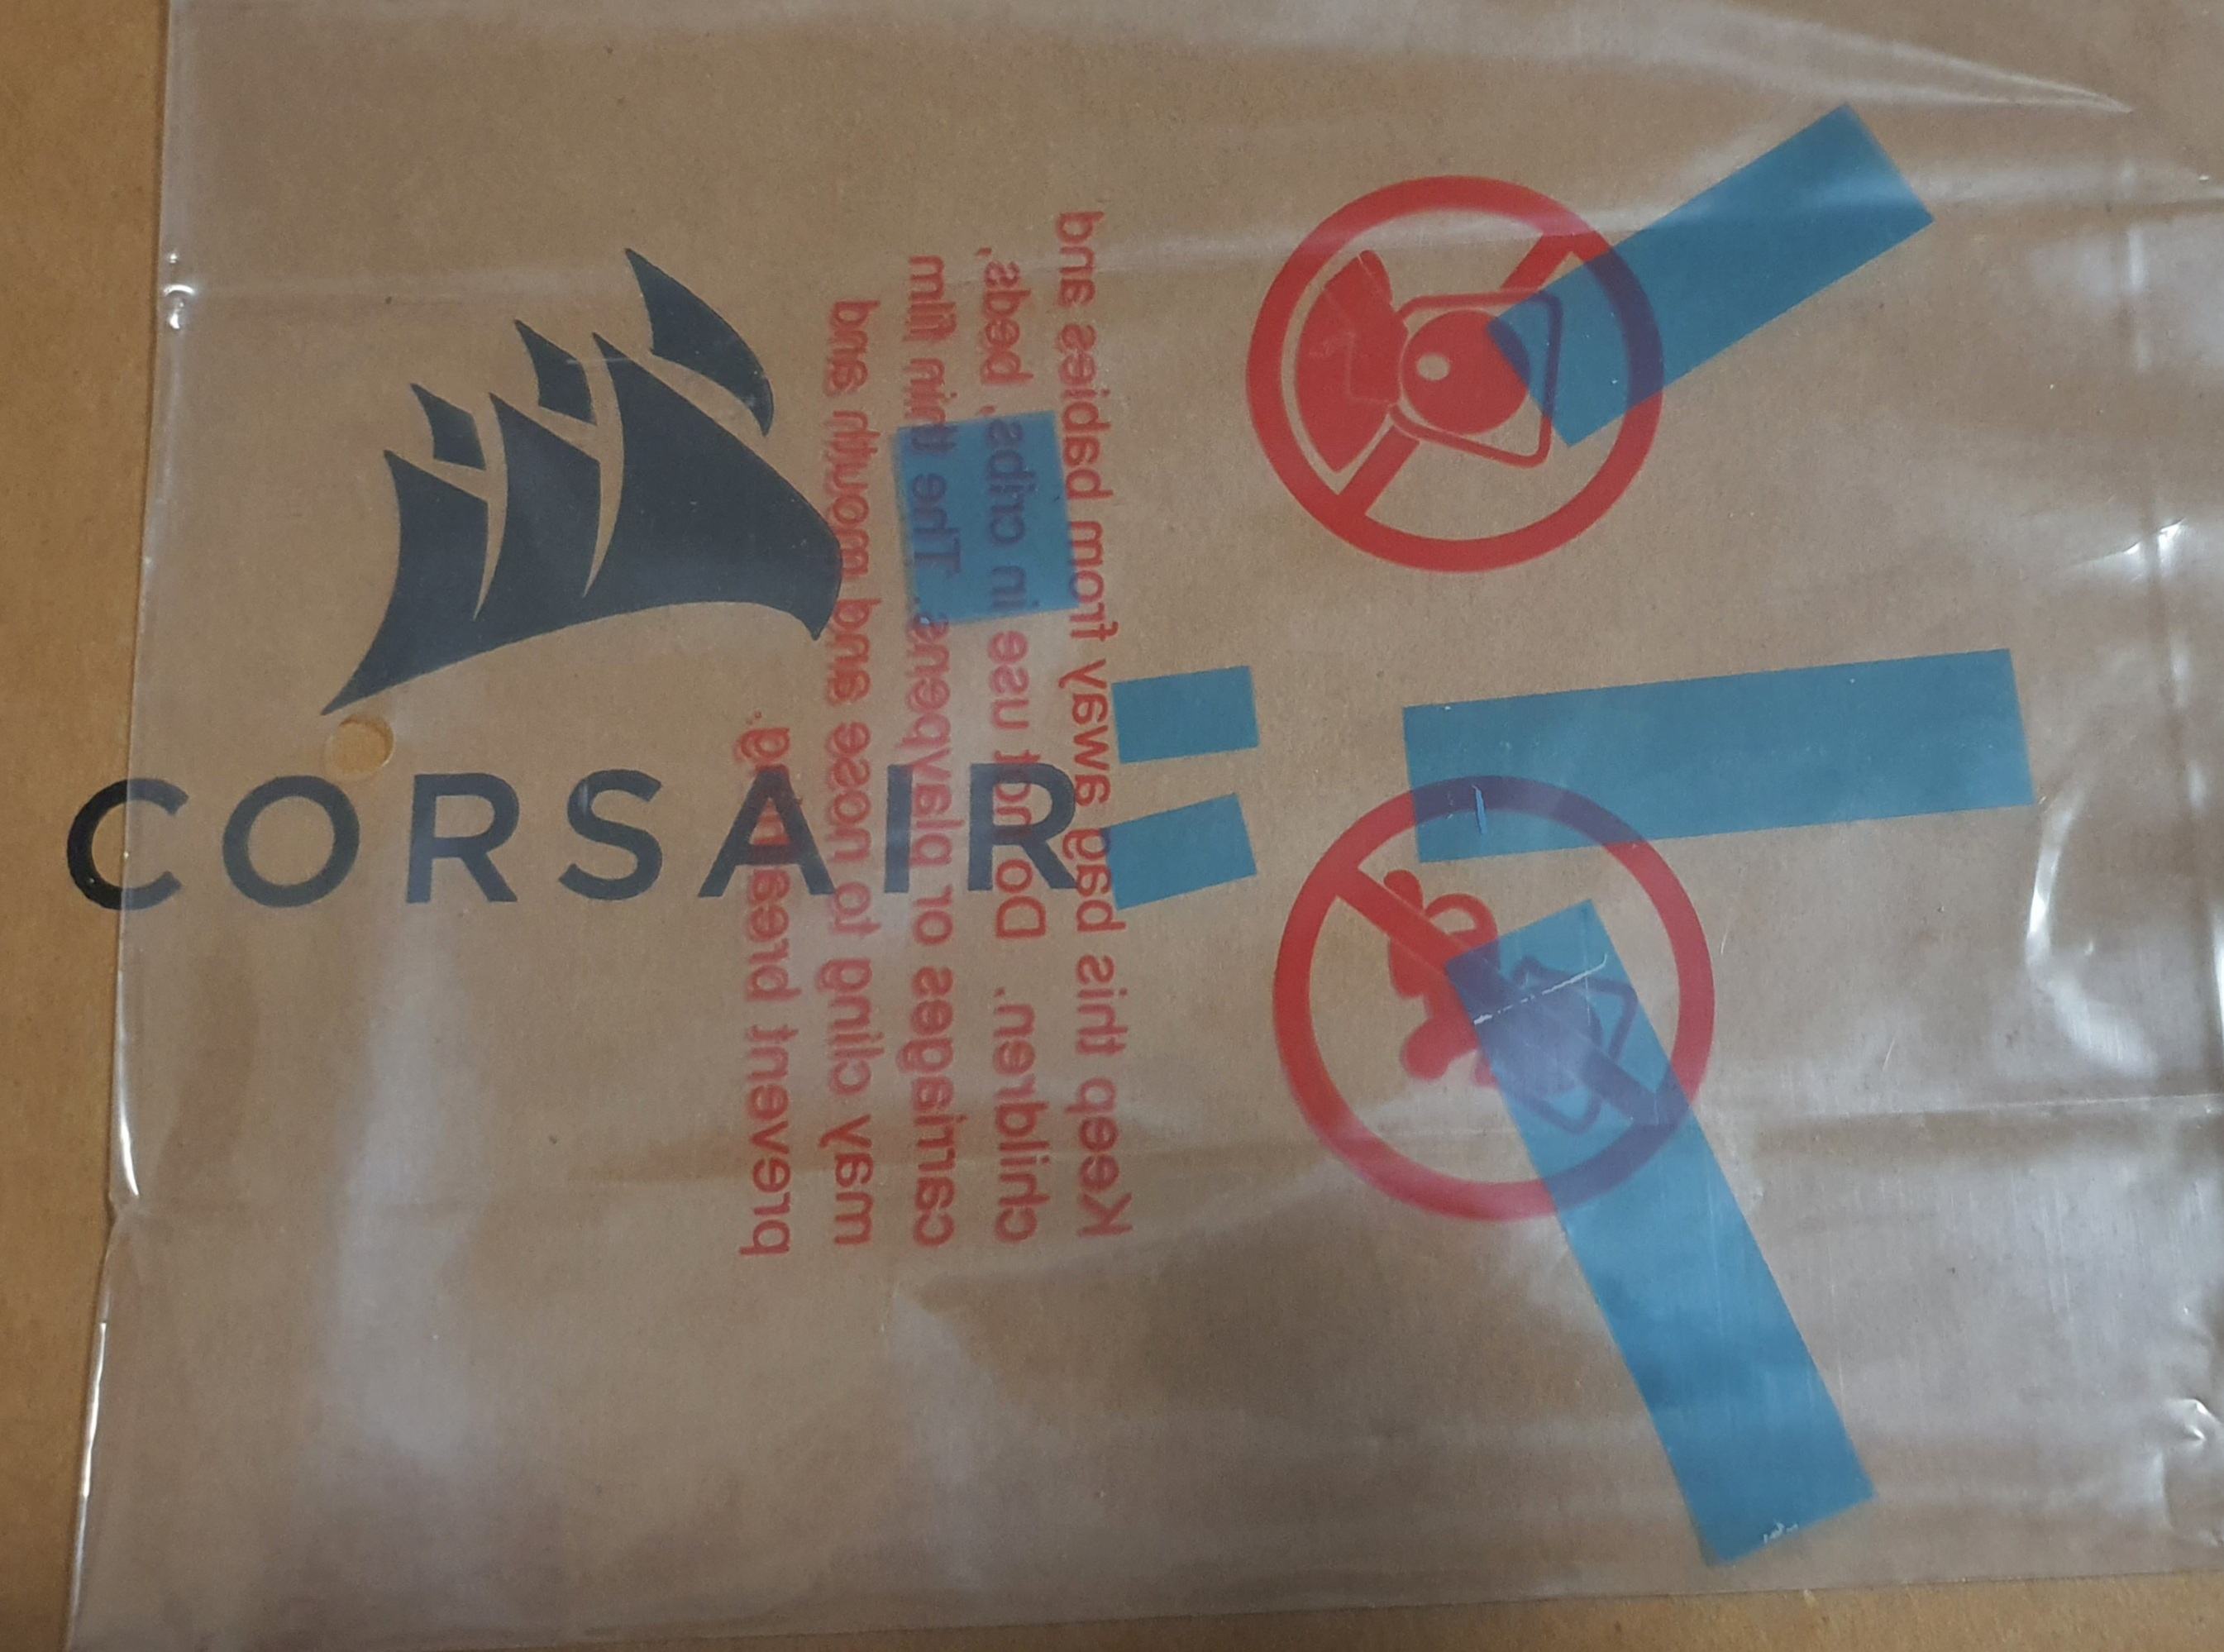 CORSAIR
Keep this bag away from babies and
children. Do not use in cribs, beds,
carriages or playpens. The thin film
may cling to nose and mouth and
prevent breathing.